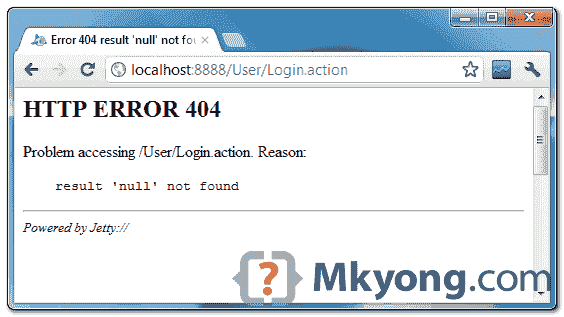 Error 404 result 'null' not fou
localhost:8888/User/Login.action
HTTP ERROR 404
Problem accessing /User/Login.action. Reason:
result 'null' not found
Powered by Jetty://
{?} Mkyong.com